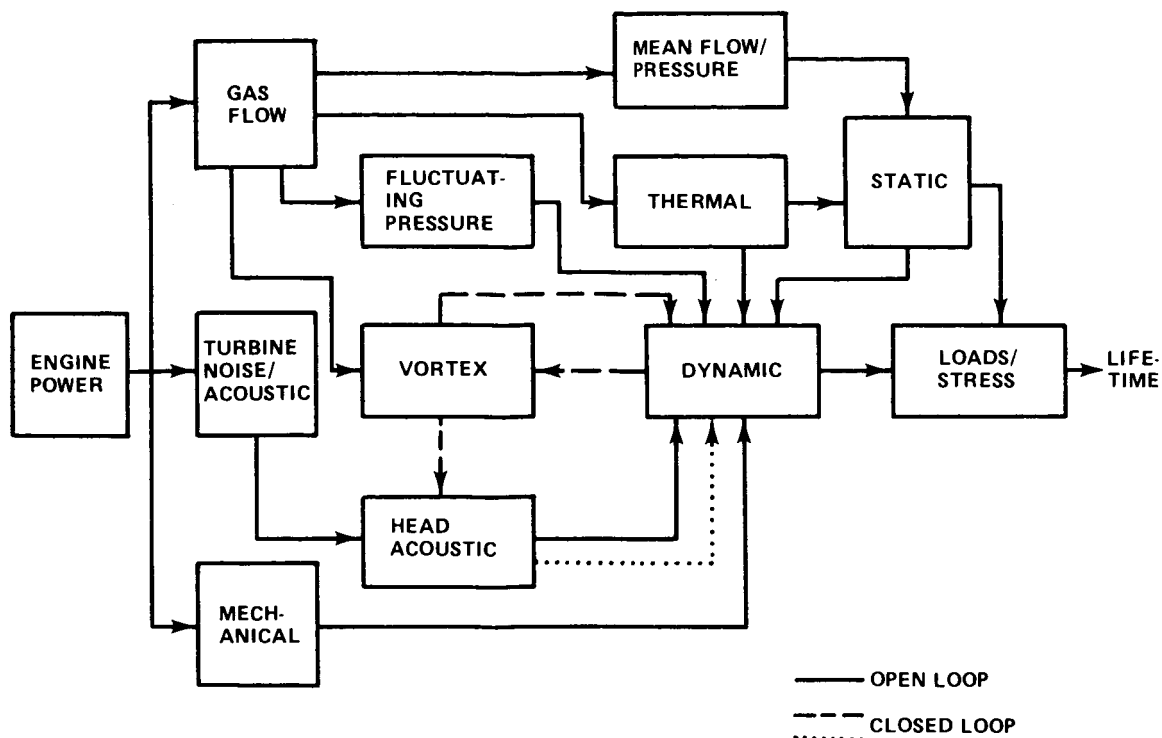 MEAN FLOW/
PRESSURE
GAS
FLOW
FLUCTUAT-
ING
PRESSURE
THERMAL
STATIC
ENGINE
POWER
TURBINE
NOISE/
ACOUSTIC
VORTEX
DYNAMIC
LOADS/
STRESS
LIFE-
TIME
HEAD
ACOUSTIC
MECH-
ANICAL
OPEN LOOP
CLOSED LOOP